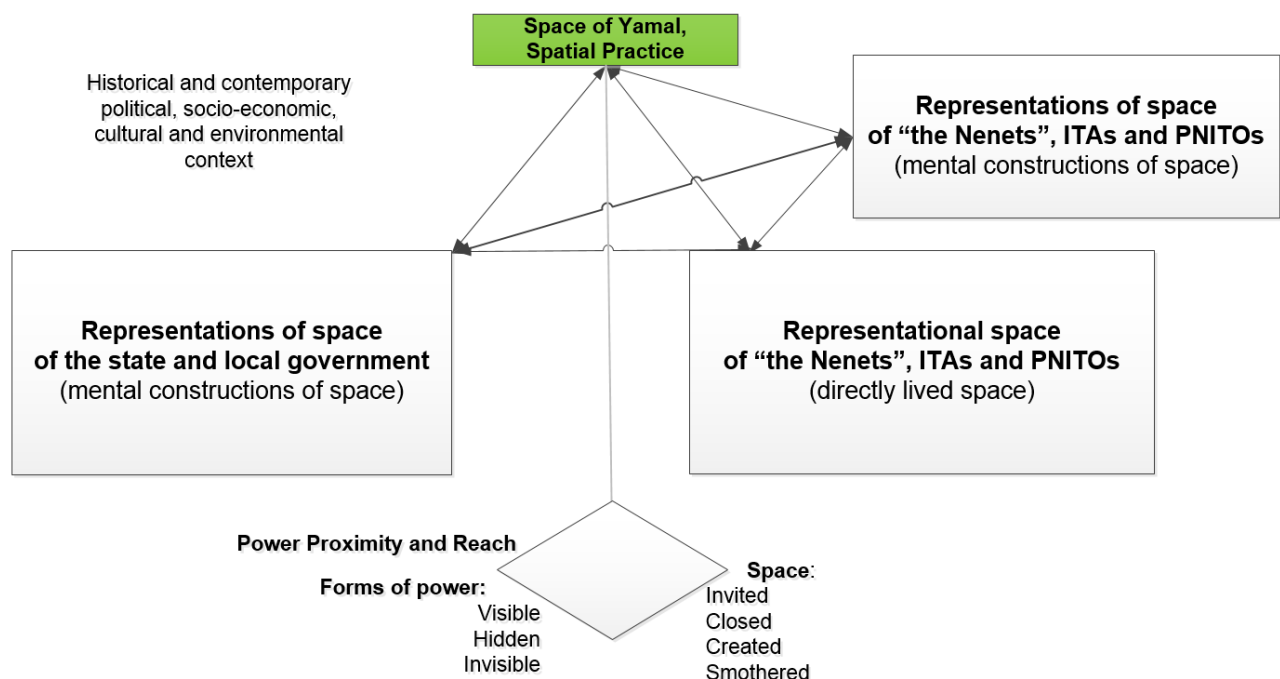 Space of Yamal,
Spatial Practice
Historical and contemporary
political, socio-economic,
cultural and environmental
context
Representations of space
of “the Nenets”, ITAs and PNITOs
(mental constructions of space)
Representations of space
of the state and local government
(mental constructions of space)
Representational space
of “the Nenets”, ITAs and PNITOs
(directly lived space)
Power Proximity and Reach
Forms of power:
Visible
Hidden
Invisible
Space:
Invited
Closed
Created
Smothered